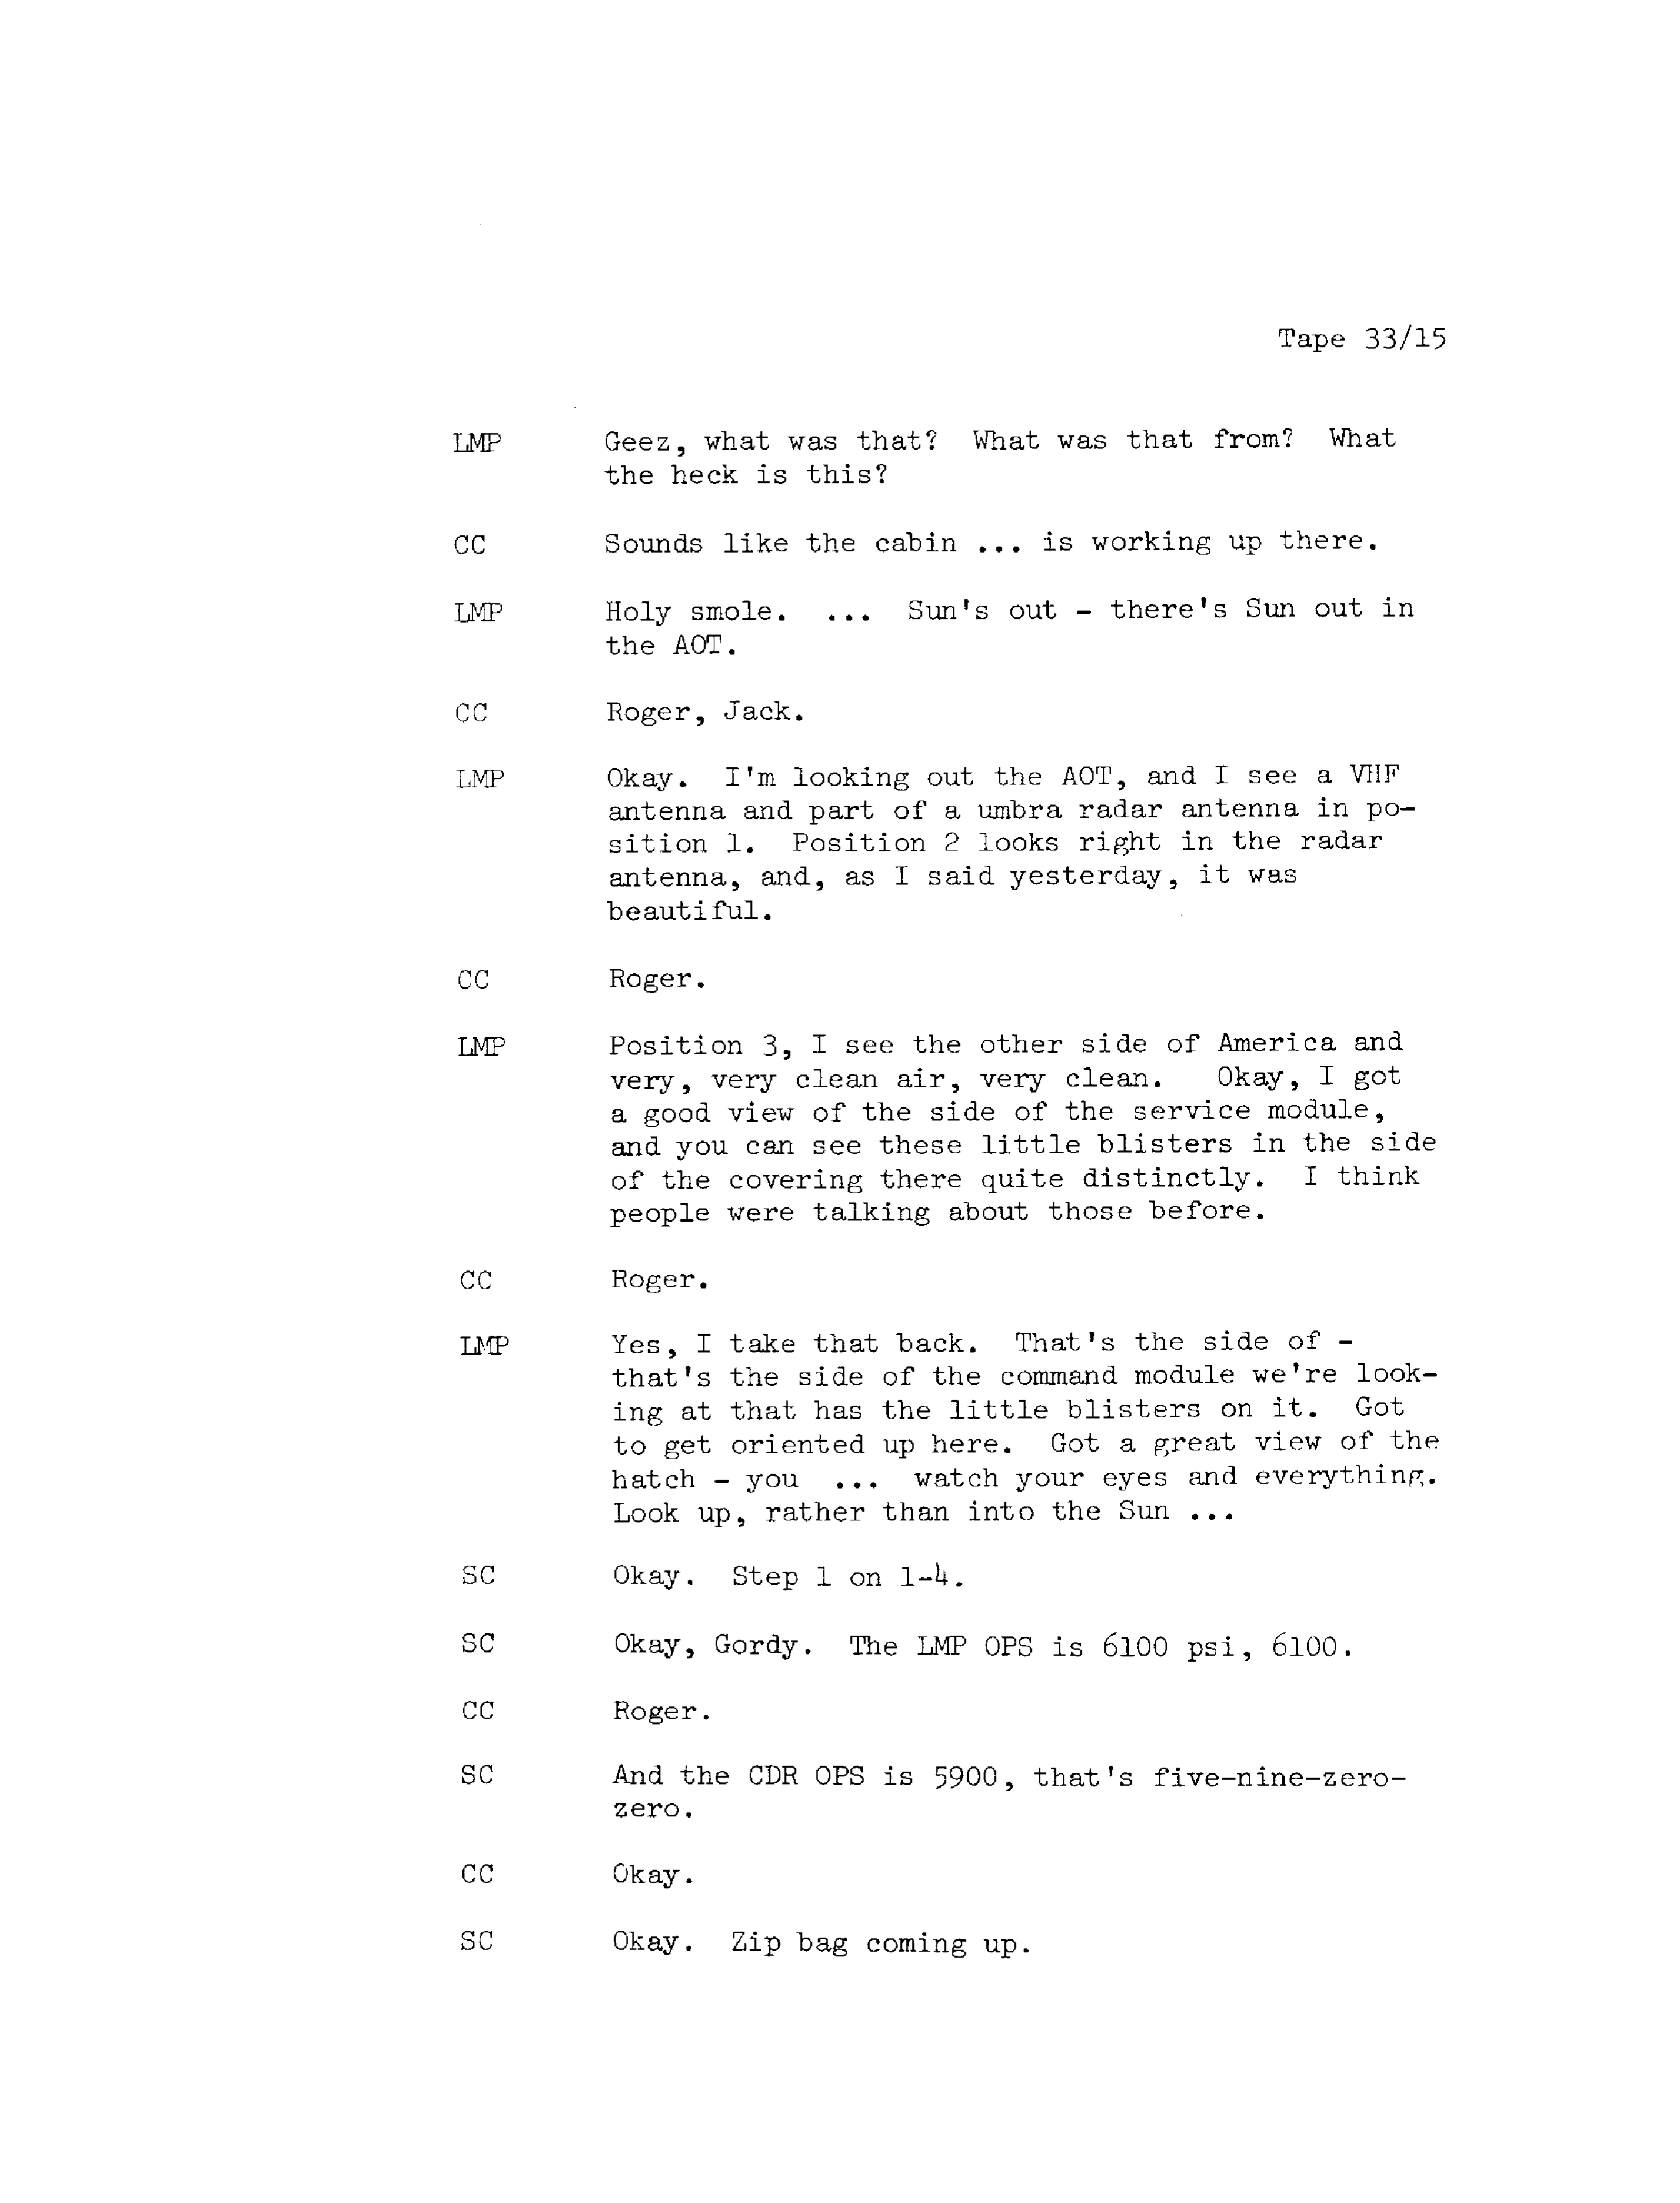 Tape 33/15
LMP Geez, what was that? What was that from? What
the heck is this?
CC Sounds like the cabin ... is working up there.
LMP Holy smole. ... Sun's out - there's Sun out in
the AOT.
CC Roger, Jack.
LMP Okay. I'm looking out the AOT, and I see a VHF
antenna and part of a umbra radar antenna in po-
sition 1. Position 2 looks right in the radar
antenna, and, as I said yesterday, it was
beautiful.
CC Roger.
LMP Position 3, I see the other side of America and
very, very clean air, very clean. Okay, I got
a good view of the side of the service module,
and you can see these little blisters in the side
of the covering there quite distinctly. I think
people were talking about those before.
CC Roger.
LMP Yes, I take that back. That's the side of -
that's the side of the command module we're look-
ing at that has the little blisters on it. Got
to get oriented up here. Got a great view of the
hatch - you ... watch your eyes and everything.
Look up, rather than into the Sun ...
SC Okay. Step 1 on 1-4.
SC Okay, Gordy. The LMP OPS is 6100 psi, 6100.
CC Roger.
SC And the CDR OPS is 5900, that's five-nine-zero-
zero.
CC Okay.
SC Okay. Zip bag coming up.